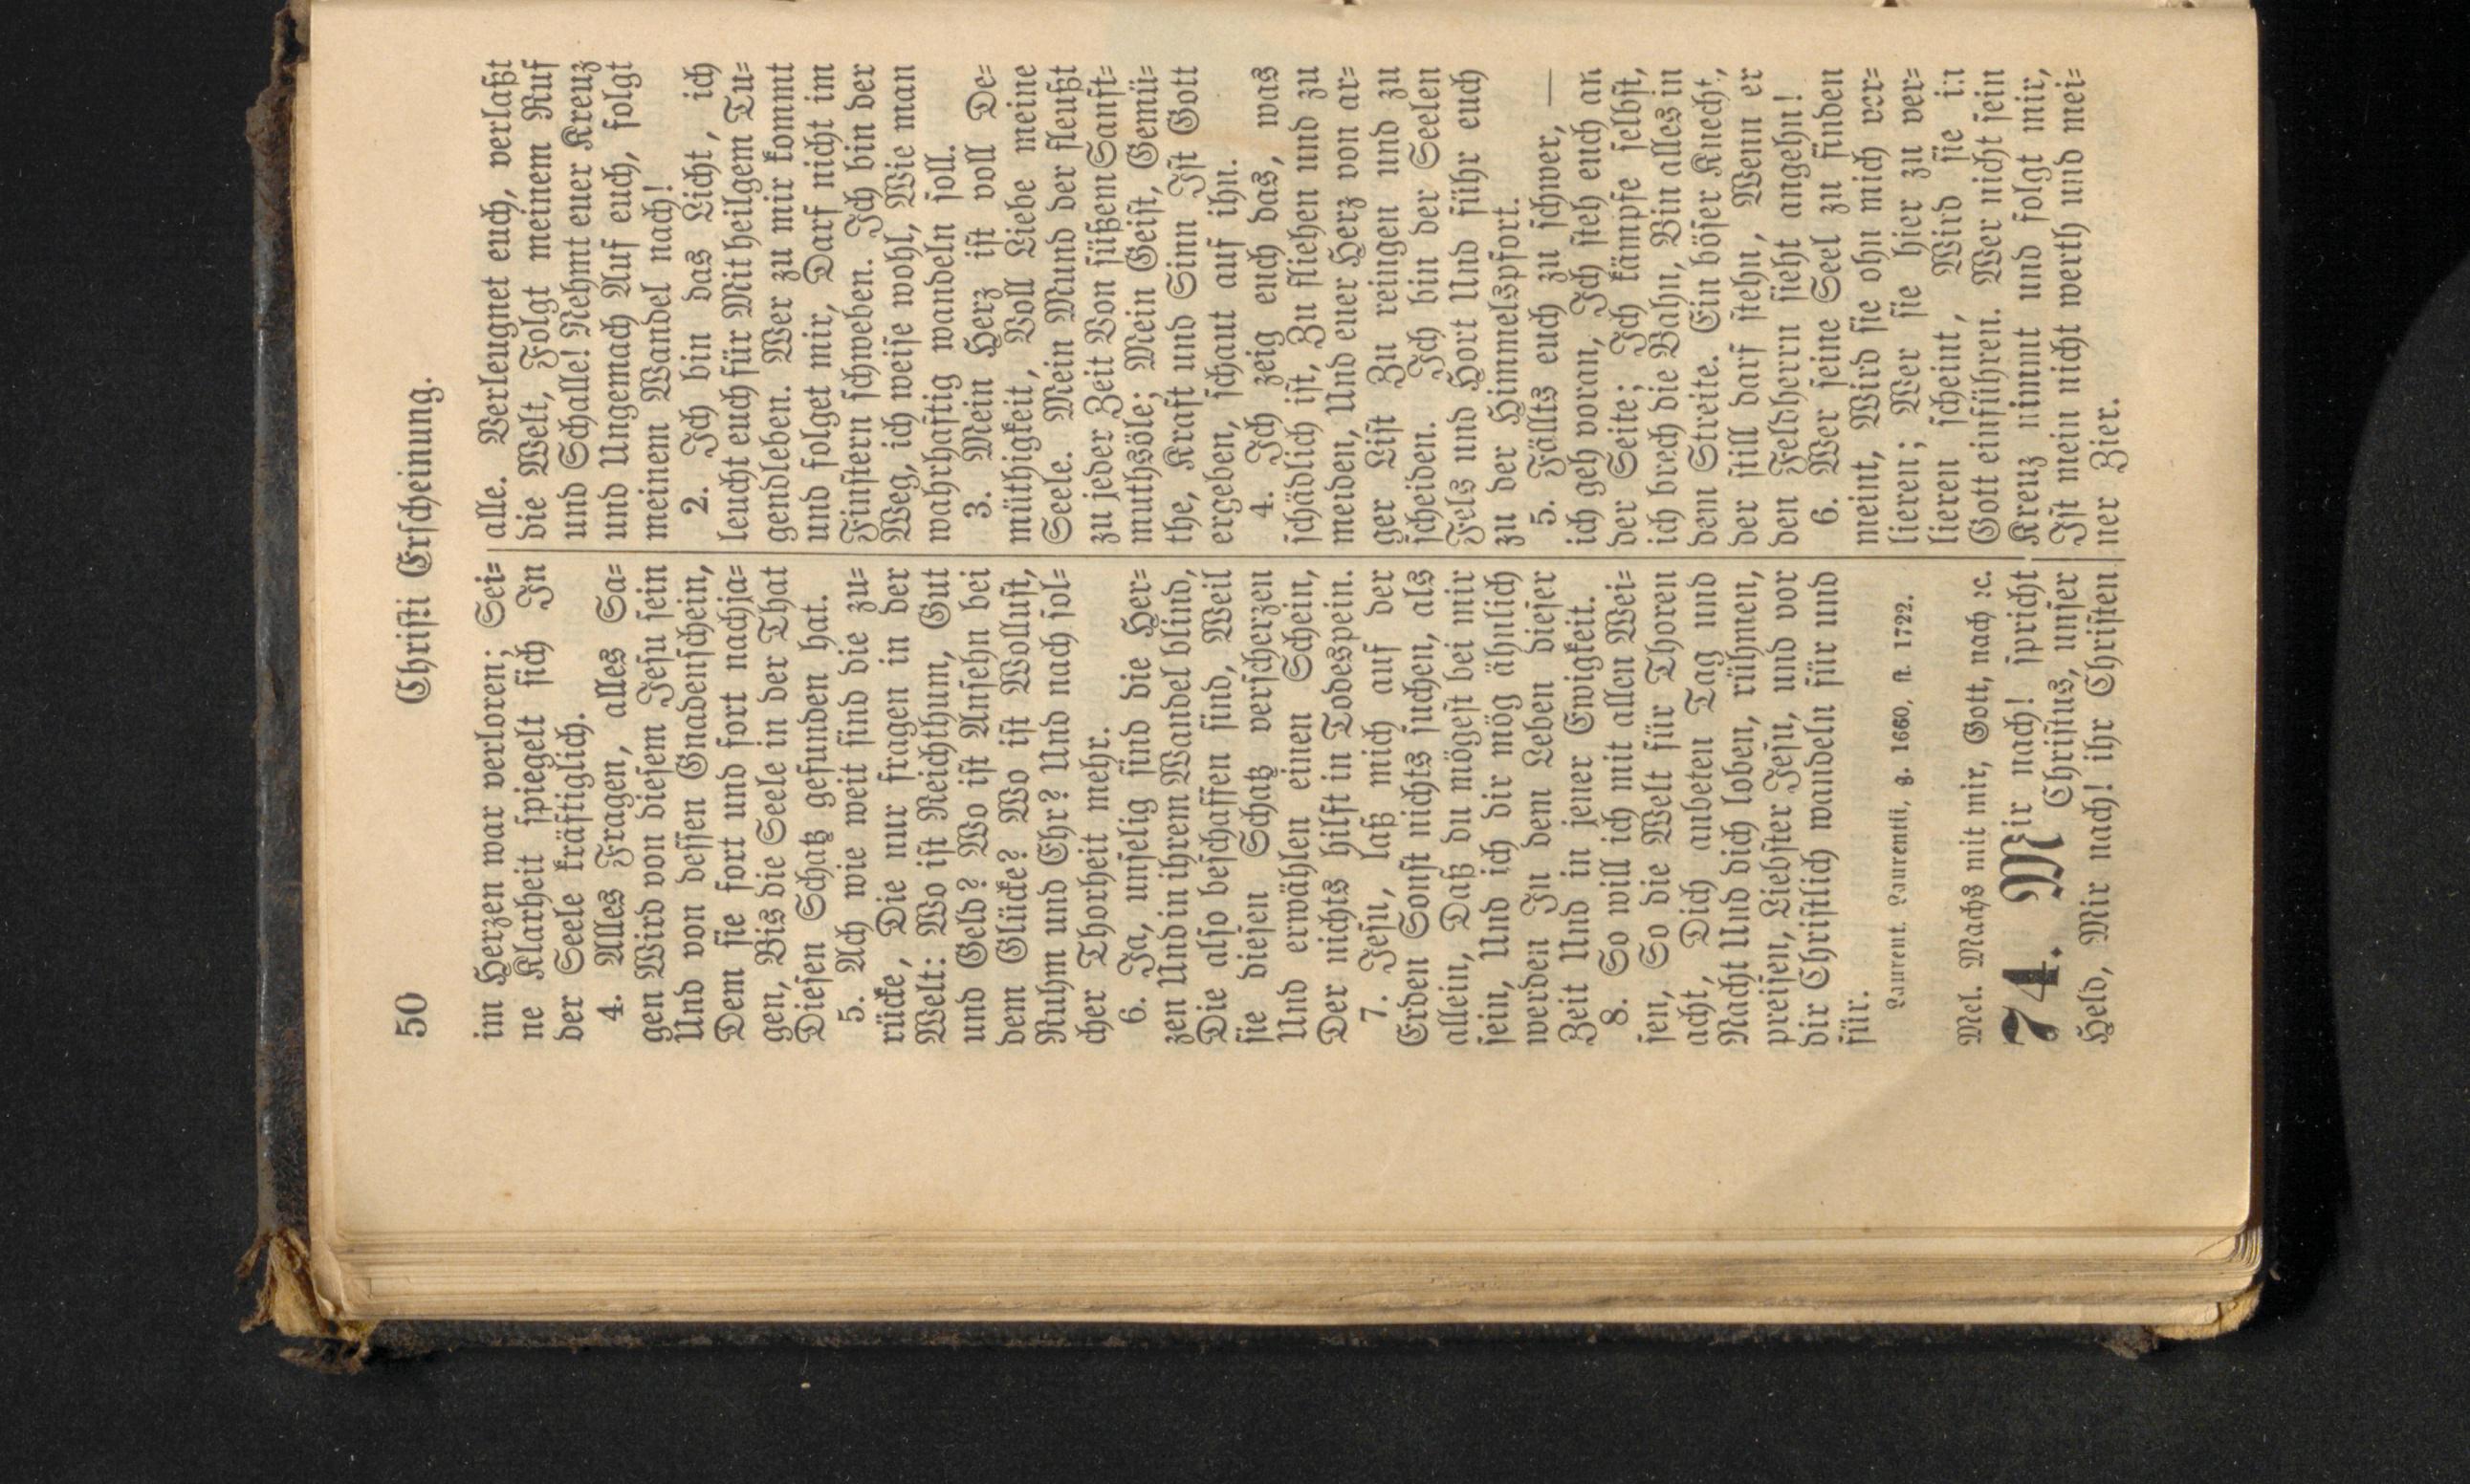 50 Christi Erscheinung.
im Herzen war verloren; Sei=
ne Klarheit spiegelt sich In
der Seele kräftiglich.
4. Alles Fragen, alles Sa=
gen Wird von diesem Jesu sein
Und von dessen Gnadenschein,
Dem sie fort und fort nachja=
gen, Bis die Seele in der That
Diesen Schatz gefunden hat.
5. Ach wie weit sind die zu=
rücke, Die nur fragen in der
Welt: Wo ist Reichthum, Gut
und Geld? Wo ist Ansehn bei
dem Glücke? Wo ist Wollust,
Ruhm und Ehr? Und nach sol=
cher Thorheit mehr.
6. Ja, unselig sind die Her=
zen Und in ihrem Wandel blind,
Die also beschaffen sind, Weil
sie diesen Schatz verscherzen
Und erwählen einen Schein,
Der nichts hilft in Todespein.
7. Jesu, laß mich auf der
Erden Sonst nichts suchen, als
allein, Daß du mögest bei mir
sein, Und ich dir mög ähnlich
werden In dem Leben dieser
Zeit Und in jener Ewigkeit.
8. So will ich mit allen Wei=
sen, So die Welt für Thoren
acht, Dich anbeten Tag und
Nacht Und dich loben, rühmen,
preisen, Liebster Jesu, und vor
dir Christlich wandeln für und
für.
Laurent. Laurentii, g. 1660, st. 1722.
Mel. Machs mit mir, Gott, nach ꝛc.
74. Mir nach! spricht
Christus, unser
Held, Mir nach! ihr Christen
alle. Verleugnet euch, verlaßt
die Welt, Folgt meinem Ruf
und Schalle! Nehmt euer Kreuz
und Ungemach Auf euch, folgt
meinem Wandel nach!
2. Ich bin das Licht, ich
leucht euch für Mit heilgem Tu=
gendleben. Wer zu mir kommt
und folget mir, Darf nicht im
Finstern schweben. Ich bin der
Weg, ich weise wohl, Wie man
wahrhaftig wandeln soll.
3. Mein Herz ist voll De=
müthigkeit, Voll Liebe meine
Seele. Mein Mund der fleußt
zu jeder Zeit Von süßem Sanft=
muthsöle; Mein Geist, Gemü=
the, Kraft und Sinn Ist Gott
ergeben, schaut auf ihn.
4. Ich zeig euch das, was
schädlich ist, Zu fliehen und zu
meiden, Und euer Herz von ar=
ger List Zu reingen und zu
scheiden. Ich bin der Seelen
Fels und Hort Und führ euch
zu der Himmelspfort.
5. Fällts euch zu schwer, —
ich geh voran, Ich steh euch an
der Seite; Ich kämpfe selbst,
ich brech die Bahn, Bin alles in
dem Streite. Ein böser Knecht,
der still darf stehn, Wenn er
den Feldherrn sieht angehn!
6. Wer seine Seel zu finden
meint, Wird sie ohn mich ver=
lieren; Wer sie hier zu ver=
lieren scheint, Wird sie in
Gott einführen. Wer nicht sein
Kreuz nimmt und folgt mir,
Ist mein nicht werth und mei=
ner Zier.